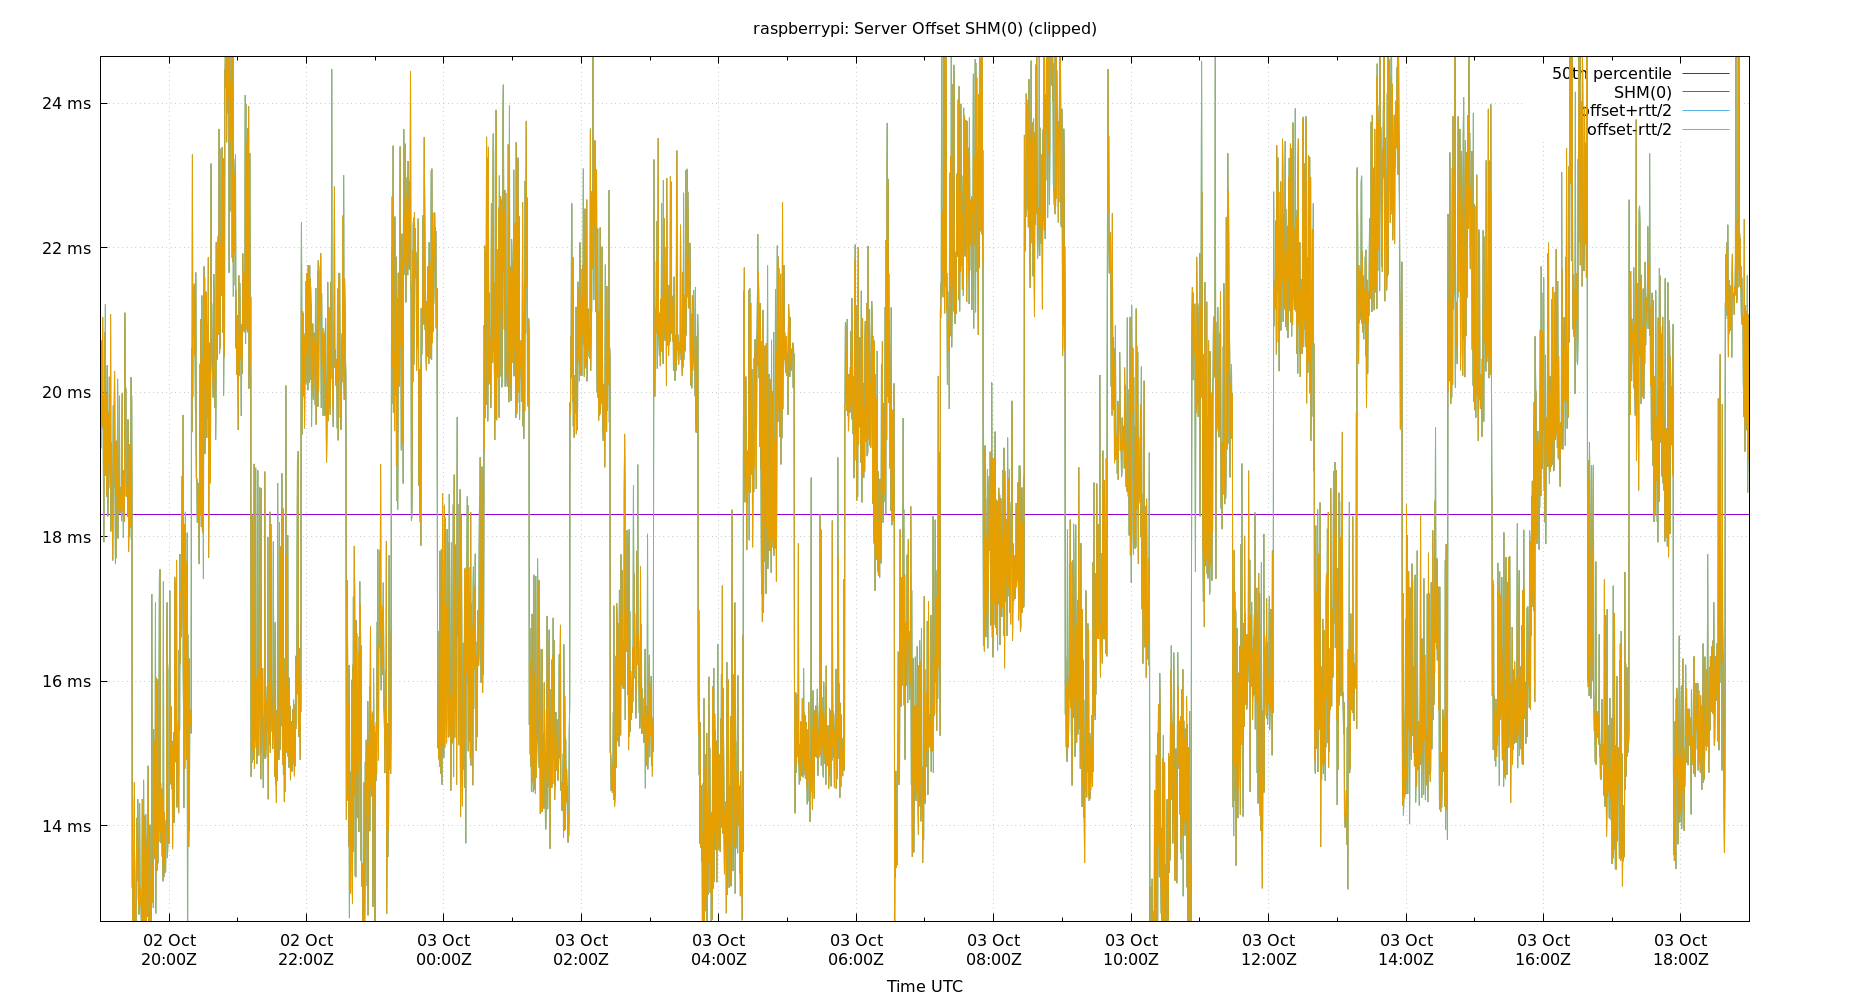 raspberrypi: Server Offset SHM(0) (clipped)
50th percentile
SHM(0)
offset+rtt/2
offset-rtt/2
24 ms
22 ms
20 ms
18 ms
16 ms
14 ms
02 Oct 02 Oct 03 Oct 03 Oct 03 Oct 03 Oct 03 Oct 03 Oct 03 Oct 03 Oct 03 Oct 03 Oct
20:00Z 22:00Z 00:00Z 02:00Z 04:00Z 06:00Z 08:00Z 10:00Z 12:00Z 14:00Z 16:00Z 18:00Z
Time UTC